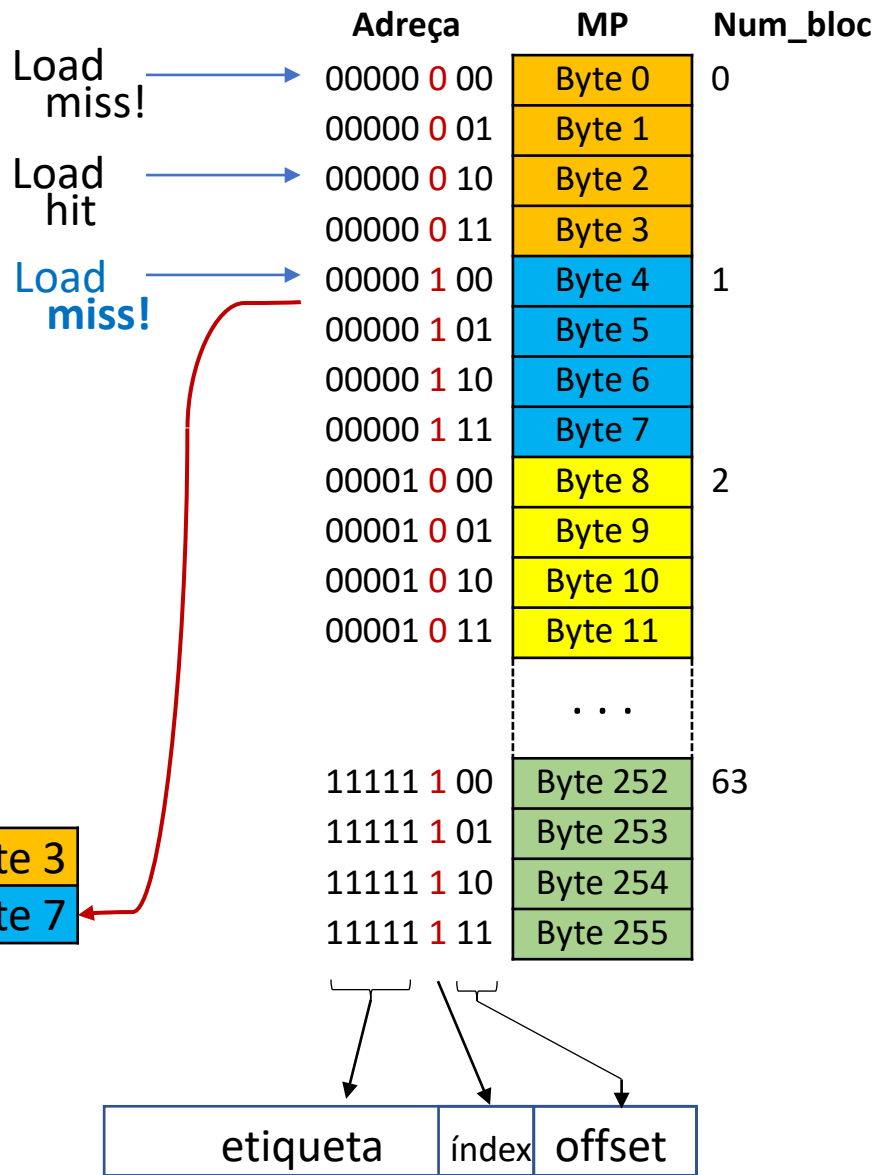 Adreça MP Num_bloc
Load miss! 00000 0 00 Byte 0 0
00000 0 01 Byte 1
Load hit 00000 0 10 Byte 2
00000 0 11 Byte 3
Load miss! 00000 1 00 Byte 4 1
00000 1 01 Byte 5
00000 1 10 Byte 6
00000 1 11 Byte 7
00001 0 00 Byte 8 2
00001 0 01 Byte 9
00001 0 10 Byte 10
00001 0 11 Byte 11
. . .
11111 1 00 Byte 252 63
11111 1 01 Byte 253
11111 1 10 Byte 254
11111 1 11 Byte 255
te 3
te 7
etiqueta índex offset